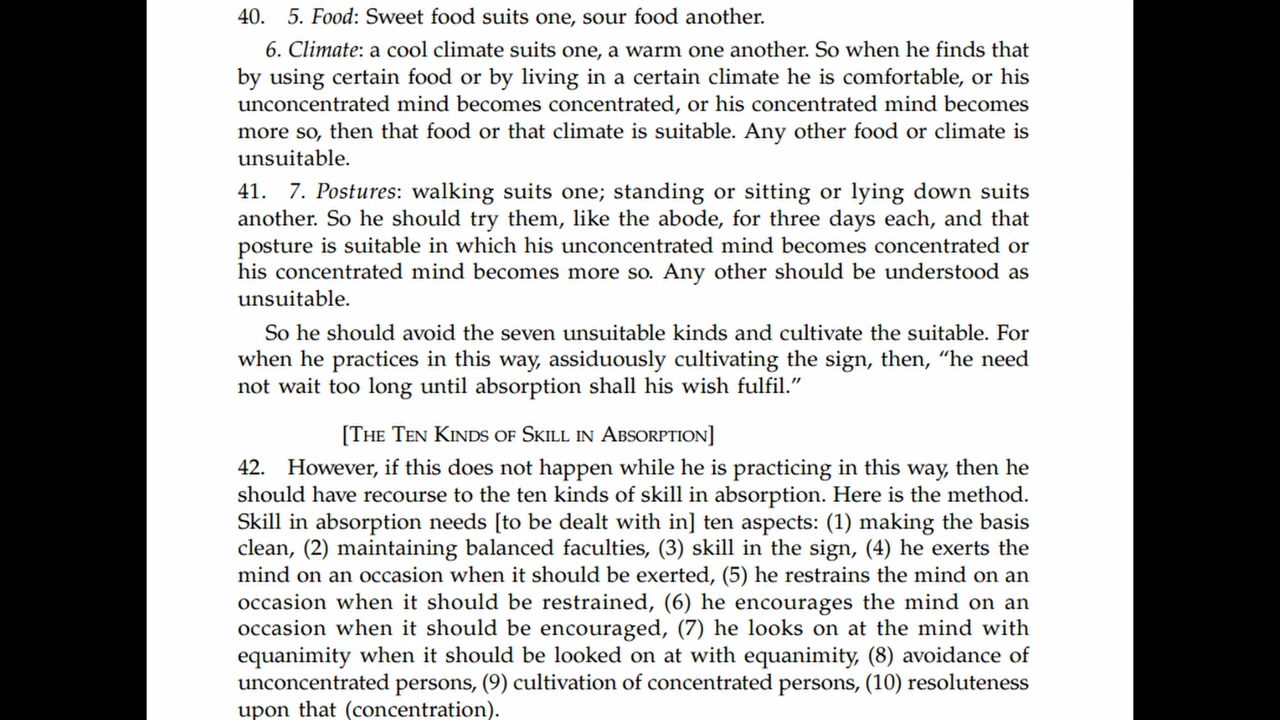 40. 5. Food: Sweet food suits one, sour food another.
6. Climate: a cool climate suits one, a warm one another. So when he finds that
by using certain food or by living in a certain climate he is comfortable, or his
unconcentrated mind becomes concentrated, or his concentrated mind becomes
more so, then that food or that climate is suitable. Any other food or climate is
unsuitable.
41. 7. Postures: walking suits one; standing or sitting or lying down suits
another. So he should try them, like the abode, for three days each, and that
posture is suitable in which his unconcentrated mind becomes concentrated or
his concentrated mind becomes more so. Any other should be understood as
unsuitable.
So he should avoid the seven unsuitable kinds and cultivate the suitable. For
when he practices in this way, assiduously cultivating the sign, then, “he need
not wait too long until absorption shall his wish fulfil.”
[The Ten Kinds of Skill in Absorption]
42. However, if this does not happen while he is practicing in this way, then he
should have recourse to the ten kinds of skill in absorption. Here is the method.
Skill in absorption needs [to be dealt with in] ten aspects: (1) making the basis
clean, (2) maintaining balanced faculties, (3) skill in the sign, (4) he exerts the
mind on an occasion when it should be exerted, (5) he restrains the mind on an
occasion when it should be restrained, (6) he encourages the mind on an
occasion when it should be encouraged, (7) he looks on at the mind with
equanimity when it should be looked on at with equanimity, (8) avoidance of
unconcentrated persons, (9) cultivation of concentrated persons, (10) resoluteness
upon that (concentration).